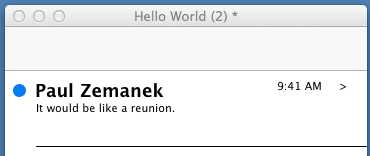 Hello World (2) *
Paul Zemanek 9:41 AM >
It would be like a reunion.